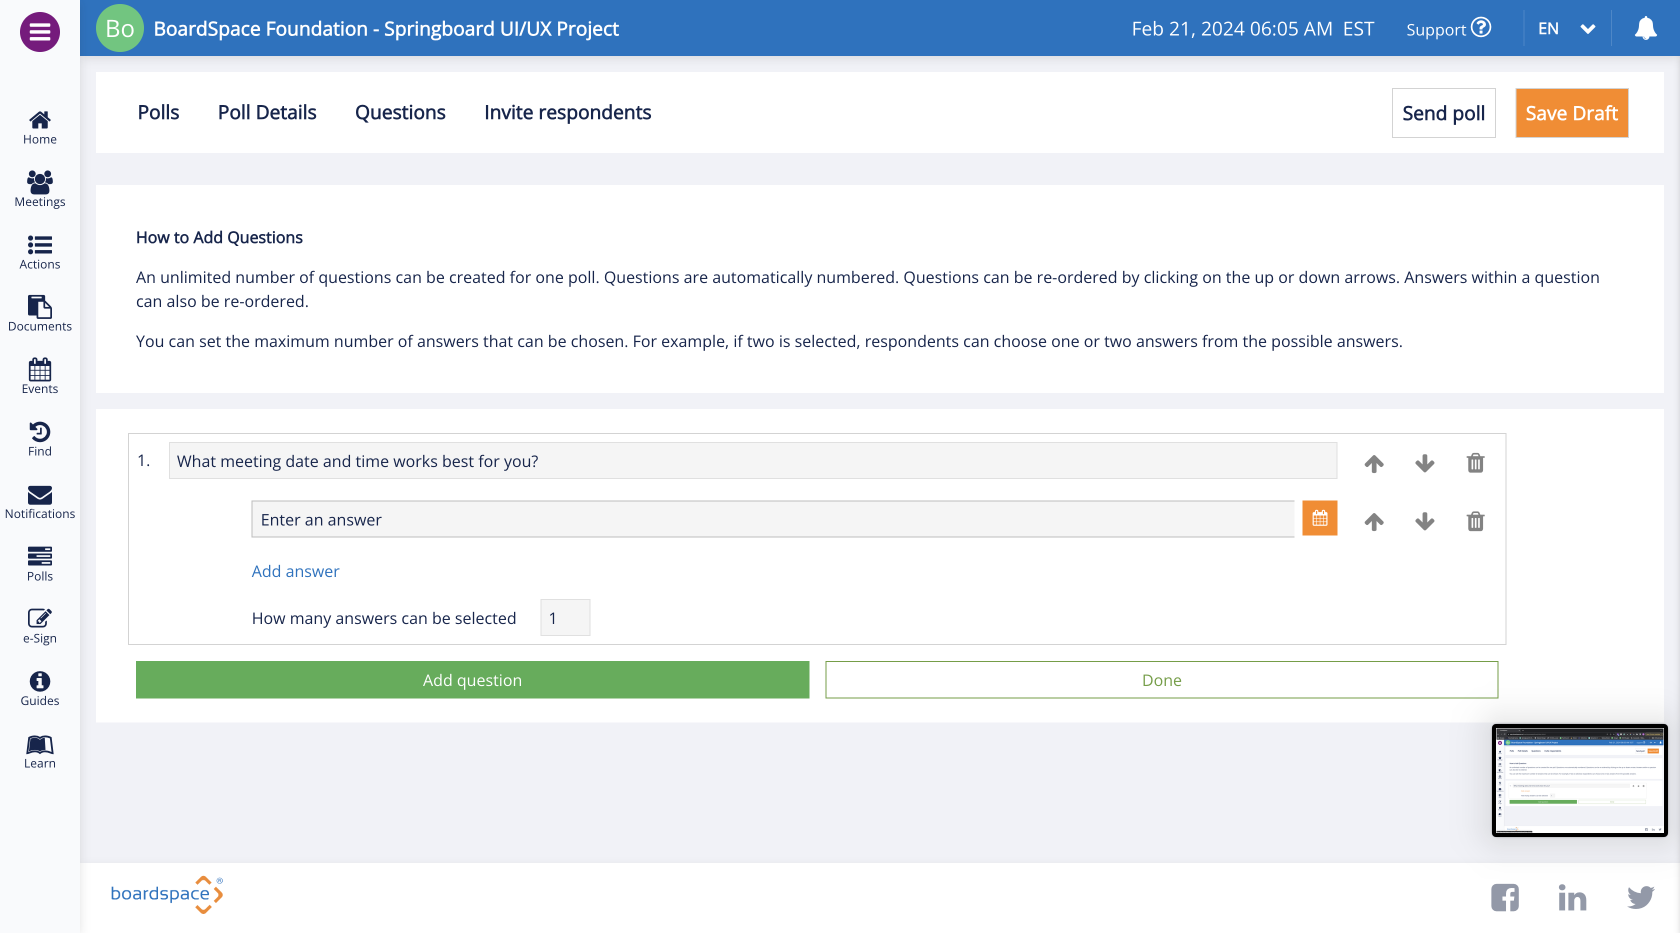 Bo BoardSpace Foundation - Springboard UI/UX Project Feb 21, 2024 06:05 AM EST Support EN
Polls Poll Details Questions Invite respondents Send poll Save Draft
Home
Meetings
Actions
Documents
Events
Find
Notifications
Polls
e-Sign
Guides
Learn
How to Add Questions
An unlimited number of questions can be created for one poll. Questions are automatically numbered. Questions can be re-ordered by clicking on the up or down arrows. Answers within a question
can also be re-ordered.
You can set the maximum number of answers that can be chosen. For example, if two is selected, respondents can choose one or two answers from the possible answers.
1. What meeting date and time works best for you?
Enter an answer
Add answer
How many answers can be selected 1
Add question Done
boardspace®